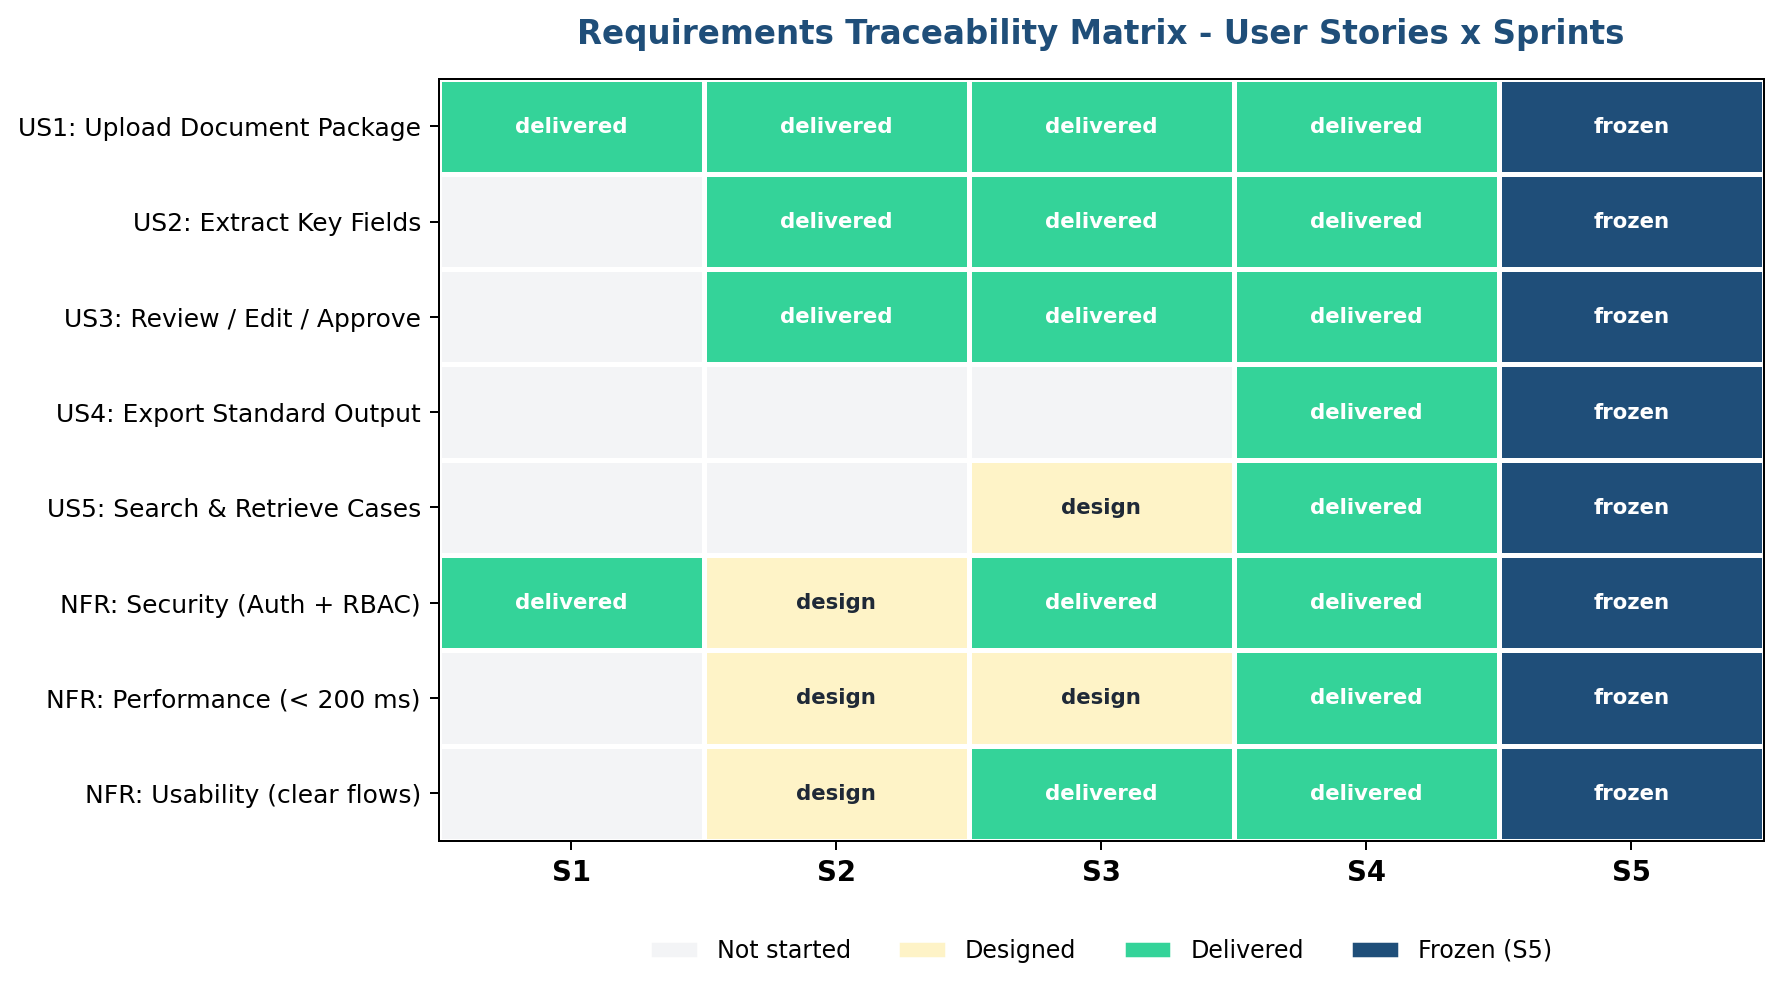 Requirements Traceability Matrix - User Stories x Sprints
US1: Upload Document Package delivered delivered delivered delivered frozen
US2: Extract Key Fields delivered delivered delivered frozen
US3: Review / Edit / Approve delivered delivered delivered frozen
US4: Export Standard Output delivered frozen
US5: Search & Retrieve Cases design delivered frozen
NFR: Security (Auth + RBAC) delivered design delivered delivered frozen
NFR: Performance (< 200 ms) design design delivered frozen
NFR: Usability (clear flows) design delivered delivered frozen
S1 S2 S3 S4 S5
Not started Designed Delivered Frozen (S5)